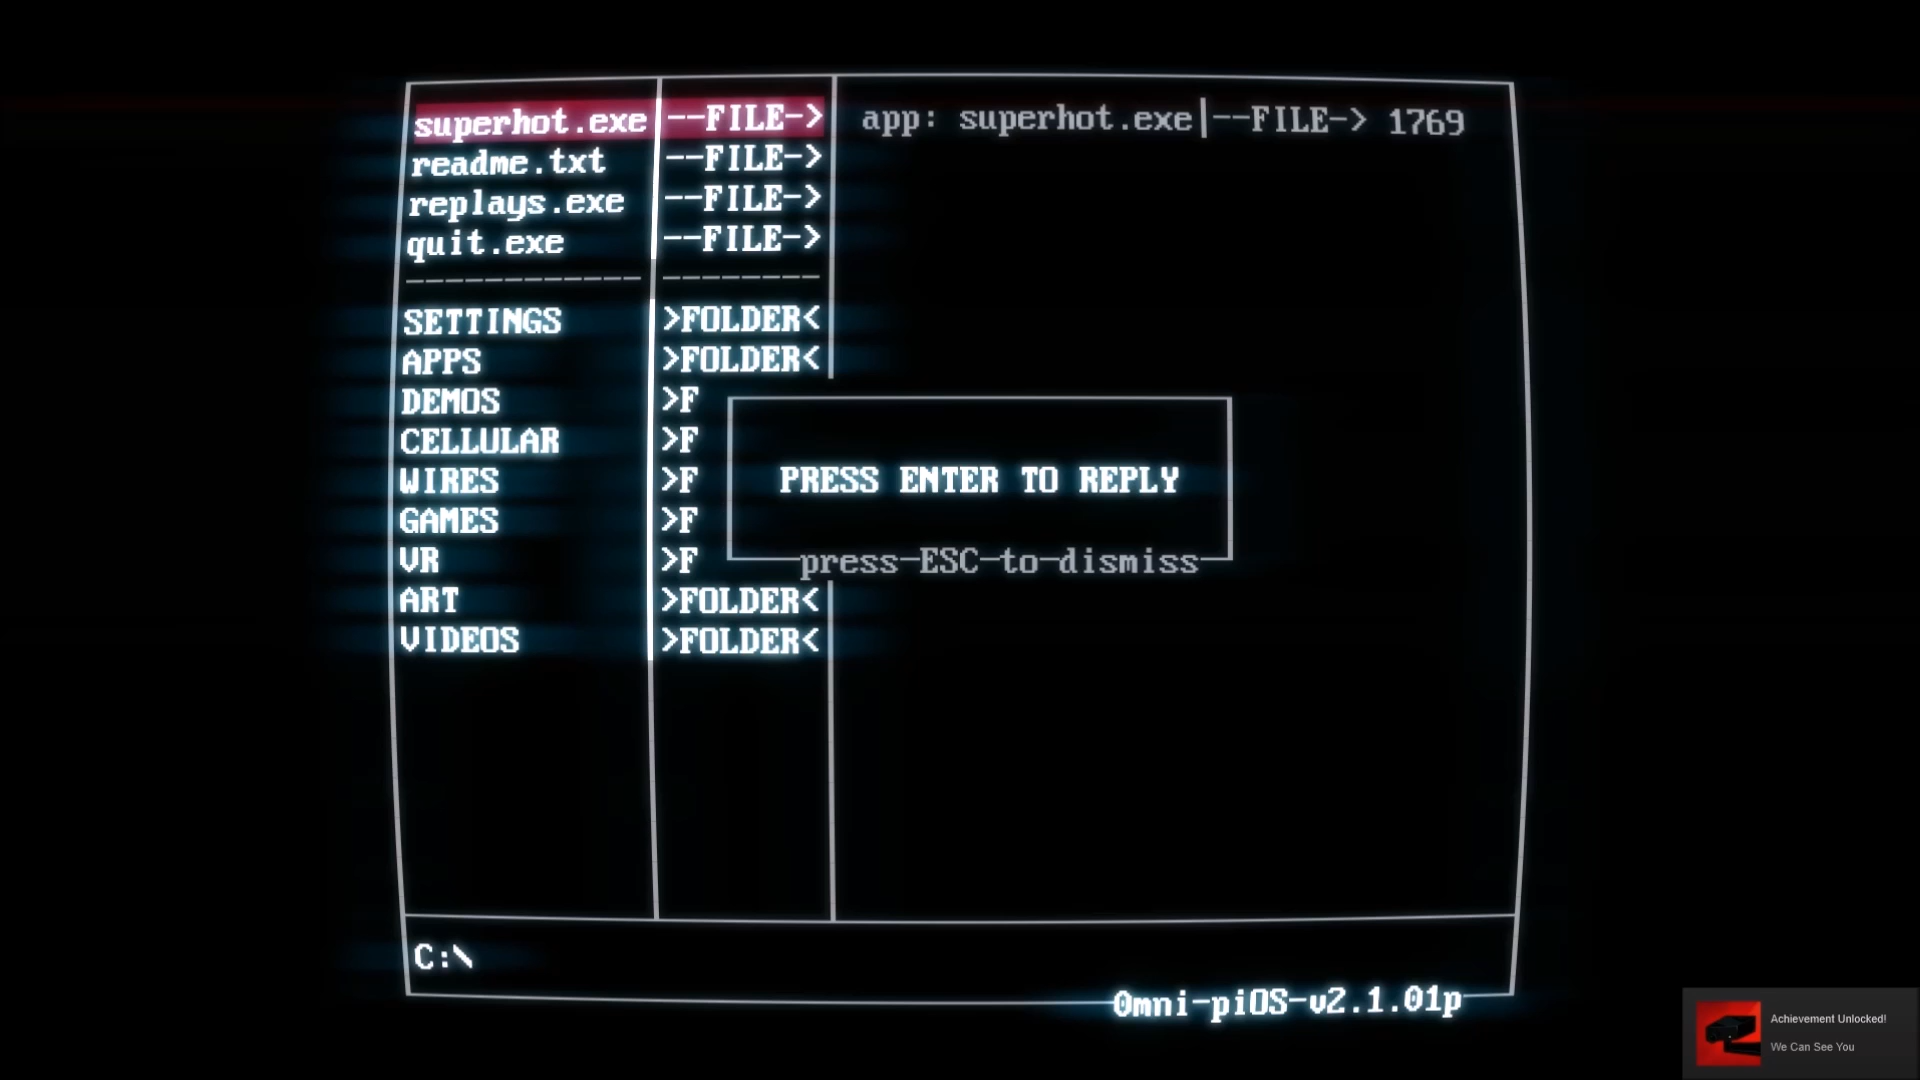 superhot.exe --FILE-> app: superhot.exe|--FILE-> 1769
readme.txt --FILE->
replays.exe --FILE->
quit.exe --FILE->
------------ --------
SETTINGS >FOLDER<
APPS >FOLDER<
DEMOS >F
CELLULAR >F
WIRES >F
GAMES >F
VR >F
ART >FOLDER<
VIDEOS >FOLDER<
PRESS ENTER TO REPLY
press-ESC-to-dismiss
C:\
0mni-piOS-v2.1.01p
Achievement Unlocked!
We Can See You